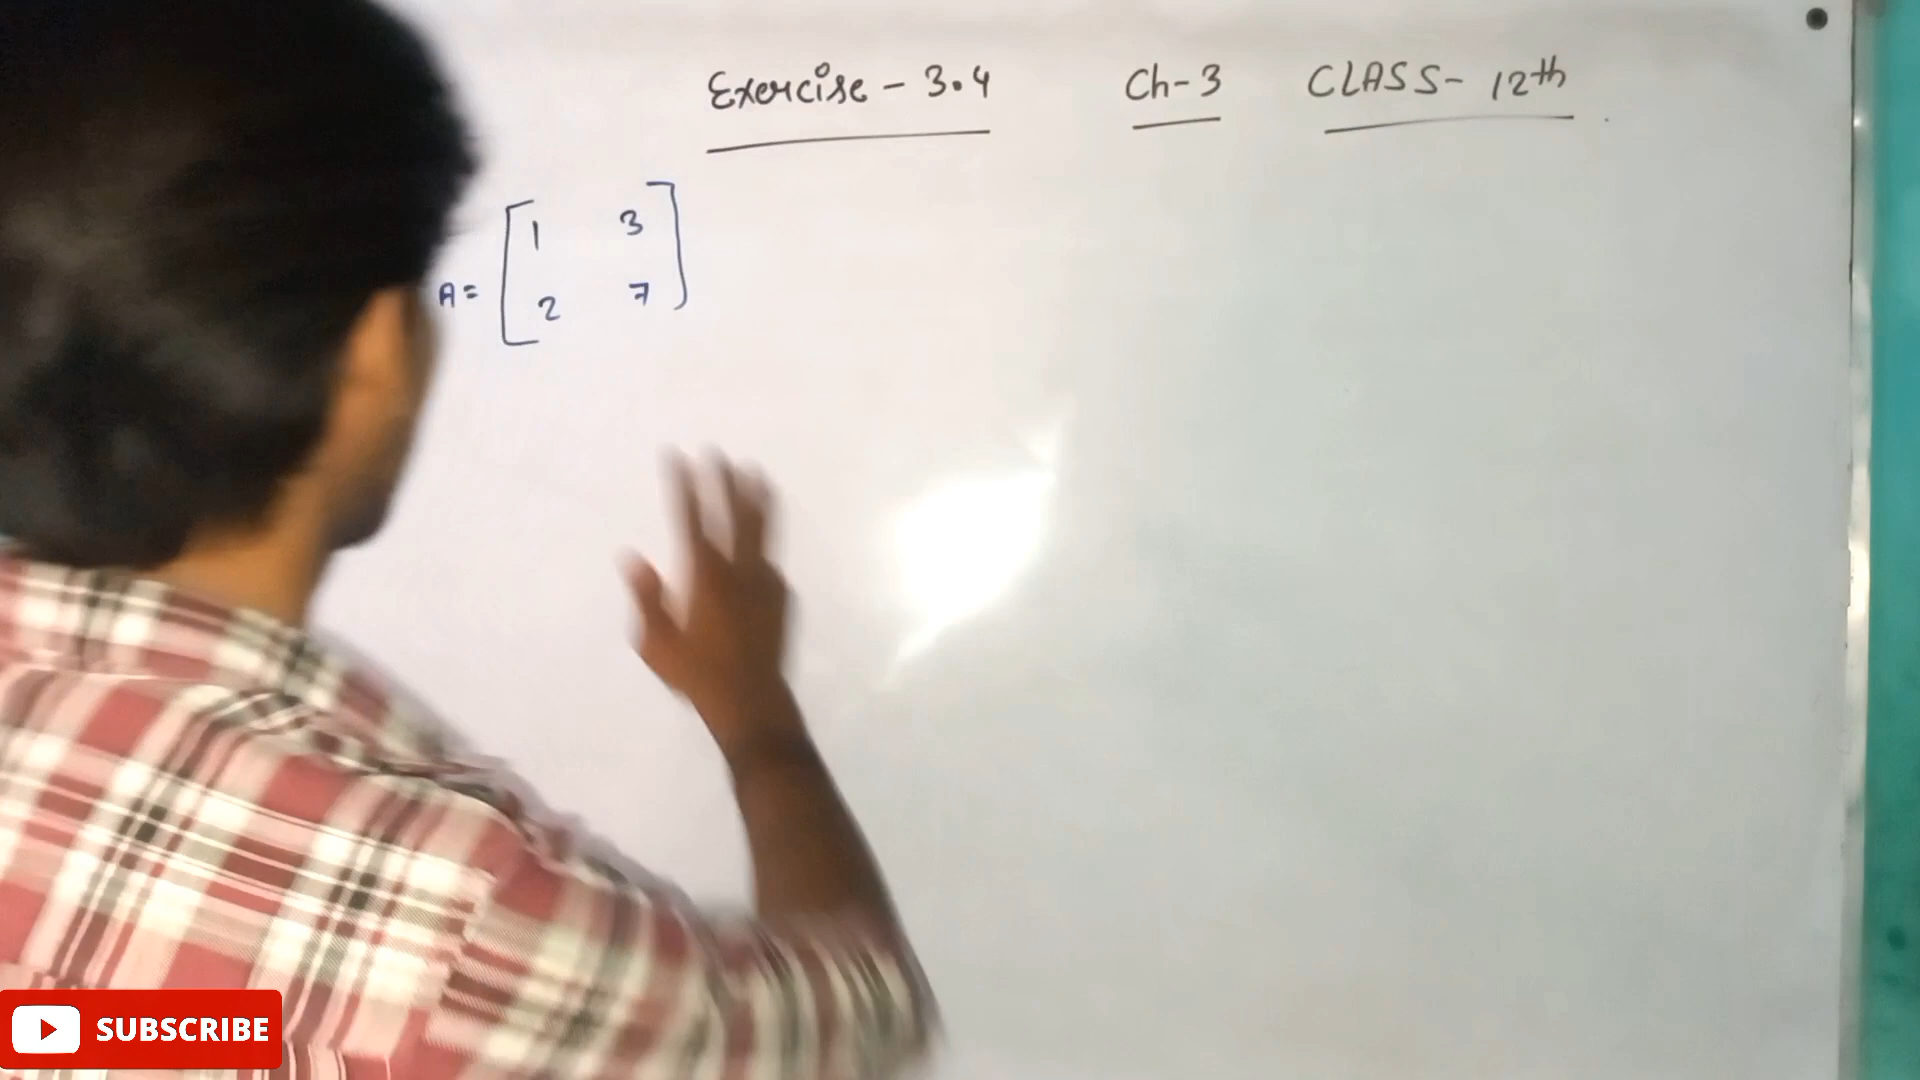 Exercise - 3.4 Ch-3 CLASS- 12th
1 3
A =
2 7
SUBSCRIBE